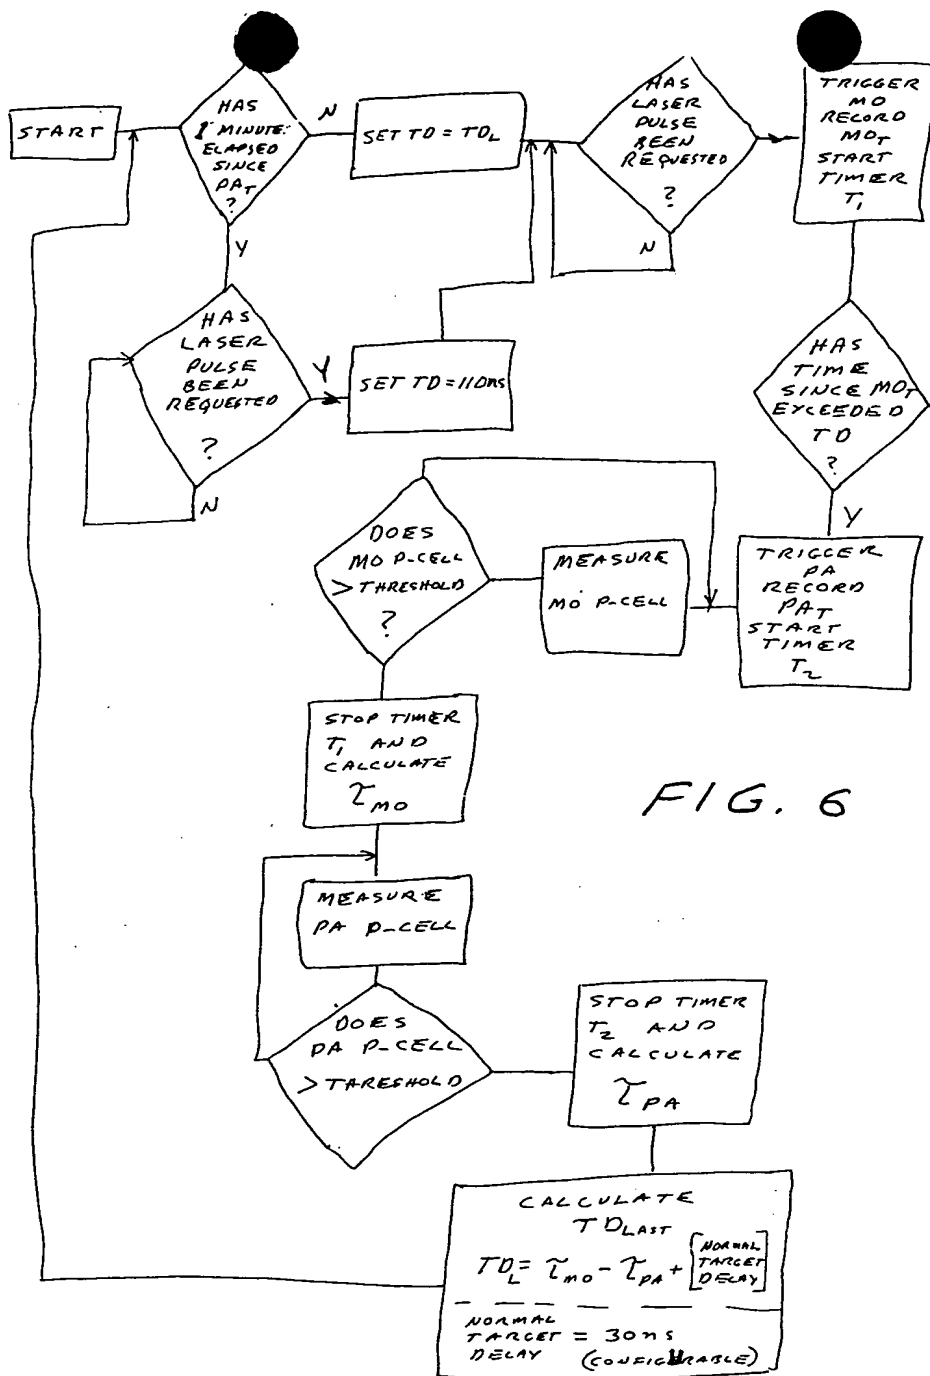 START
HAS
1 MINUTE
ELAPSED
SINCE
PAT
?
N
Y
SET TD = TDL
HAS
LASER
PULSE
BEEN
REQUESTED
?
N
TRIGGER
MO
RECORD
MOT
START
TIMER
T1
HAS
LASER
PULSE
BEEN
REQUESTED
?
Y
N
SET TD = 110ns
HAS
TIME
SINCE MOT
EXCEEDED
TD
?
Y
TRIGGER
PA
RECORD
PAT
START
TIMER
T2
MEASURE
MO P-CELL
DOES
MO P-CELL
> THRESHOLD
?
STOP TIMER
T1 AND
CALCULATE
τMO
FIG. 6
MEASURE
PA P-CELL
DOES
PA P-CELL
> TARESHOLD
STOP TIMER
T2 AND
CALCULATE
τPA
CALCULATE
TDLAST
TDL = τMO - τPA + [NORMAL
TARGET
DELAY]
NORMAL
TARGET = 30ns
DELAY (CONFIGURABLE)